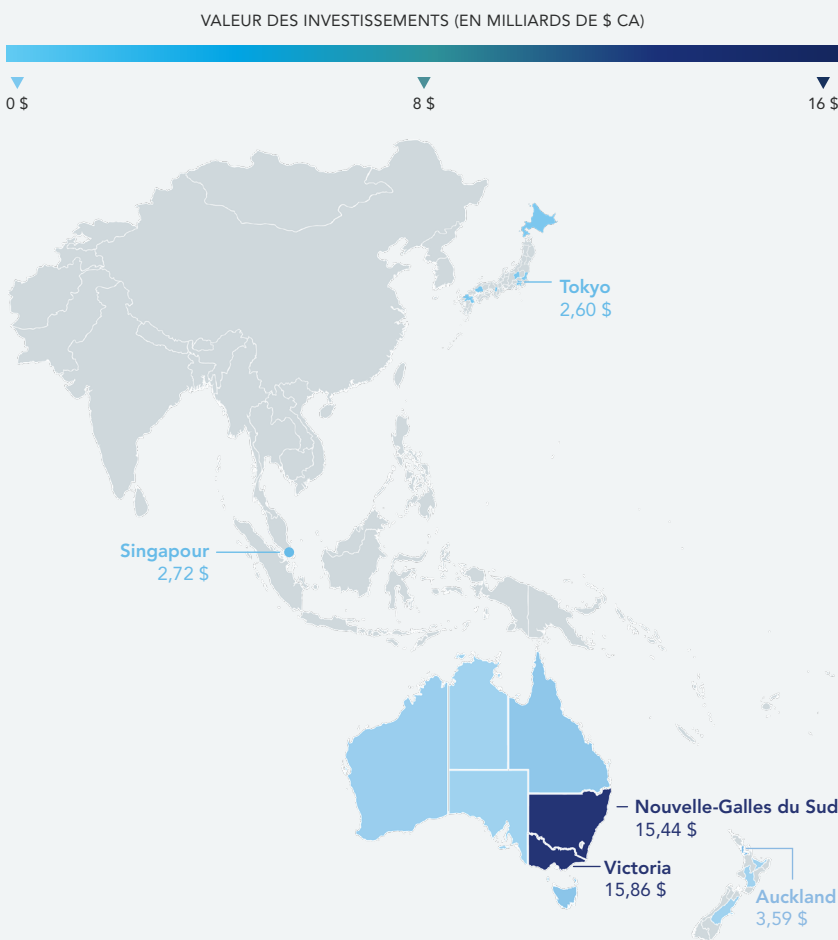 VALEUR DES INVESTISSEMENTS (EN MILLIARDS DE $ CA)
0 $
8 $
16 $
Tokyo
2,60 $
Singapour
2,72 $
Nouvelle-Galles du Sud
15,44 $
Victoria
15,86 $
Auckland
3,59 $